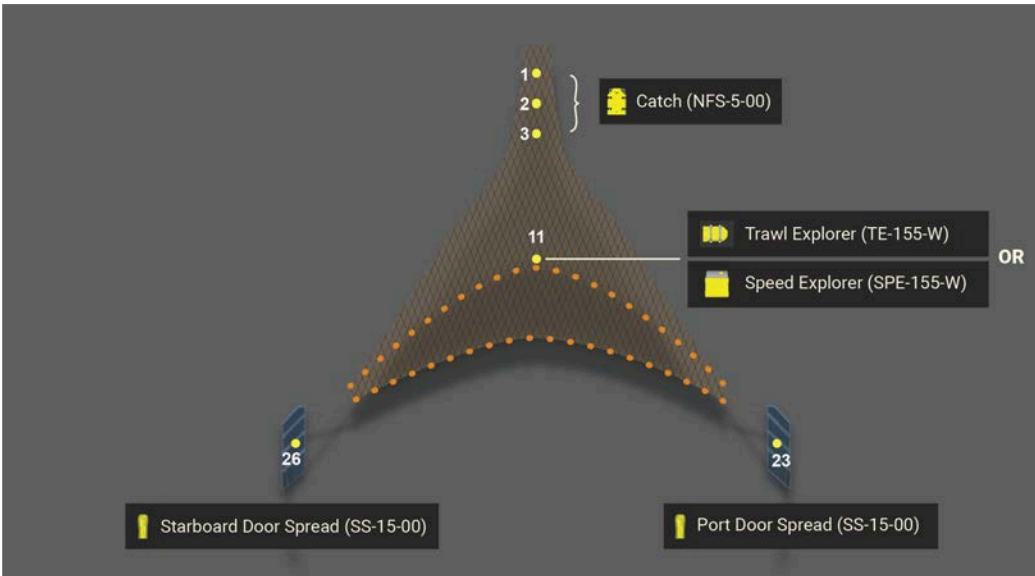 1
2
3
Catch (NFS-5-00)
11
Trawl Explorer (TE-155-W)
OR
Speed Explorer (SPE-155-W)
26
23
Starboard Door Spread (SS-15-00)
Port Door Spread (SS-15-00)